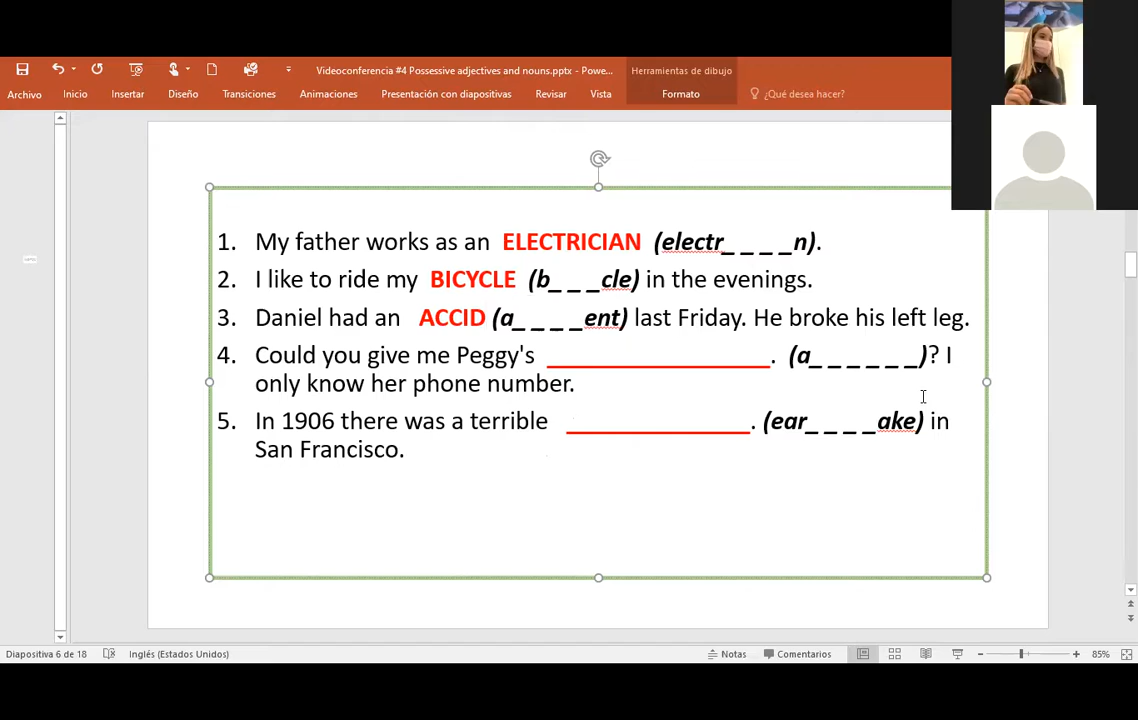 Videoconferencia #4 Possessive adjectives and nouns.pptx - Powe...
Herramientas de dibujo
Archivo Inicio Insertar Diseño Transiciones Animaciones Presentación con diapositivas Revisar Vista Formato ¿Qué desea hacer?
1. My father works as an ELECTRICIAN (electr_ _ _ _n).
2. I like to ride my BICYCLE (b_ _ _cle) in the evenings.
3. Daniel had an ACCID (a_ _ _ _ent) last Friday. He broke his left leg.
4. Could you give me Peggy's ____________________. (a_ _ _ _ _ _)? I
only know her phone number.
5. In 1906 there was a terrible ________________. (ear_ _ _ _ake) in
San Francisco.
Diapositiva 6 de 18 Inglés (Estados Unidos) Notas Comentarios 85%